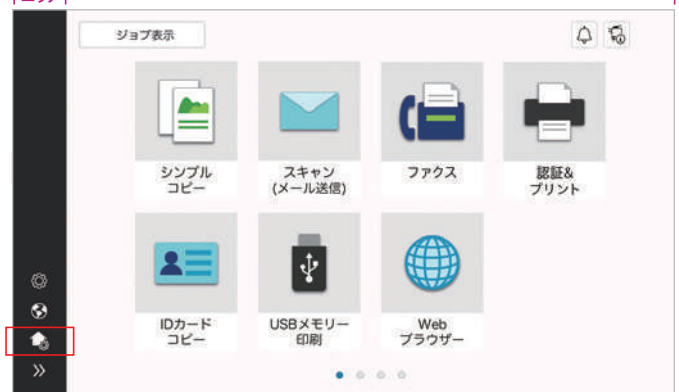 ジョブ表示
シンプル
コピー
スキャン
(メール送信)
ファクス
認証&
プリント
IDカード
コピー
USBメモリー
印刷
Web
ブラウザー